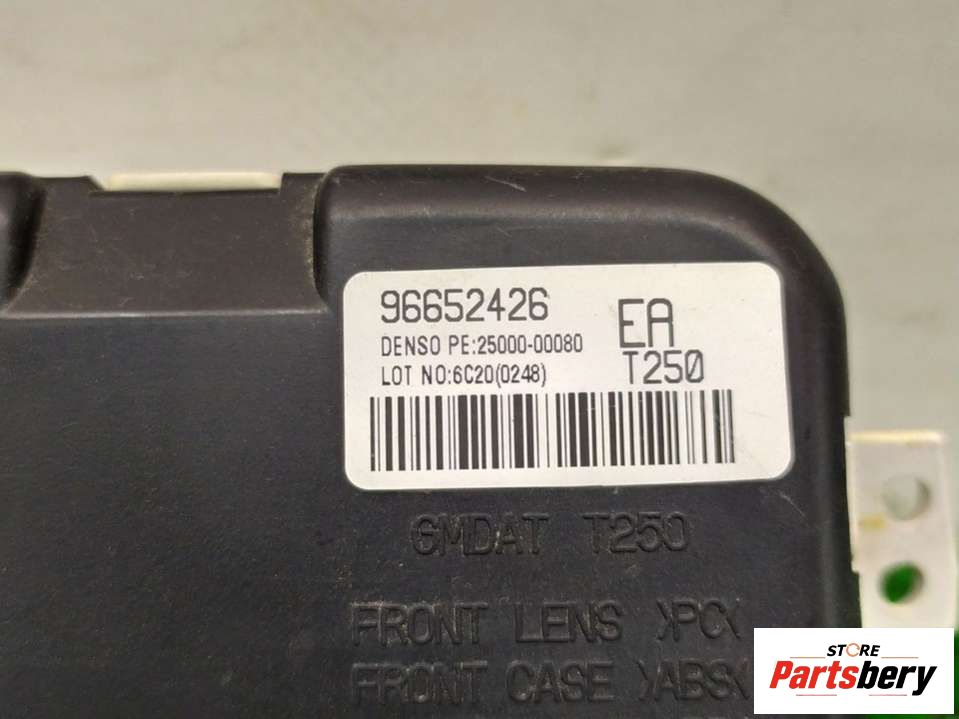 96652426
EA
DENSO PE:25000-00080
T250
LOT NO:6C20(0248)
GMDAT T250
FRONT LENS >PC<
FRONT CASE >ABS<
STORE
Partsbery